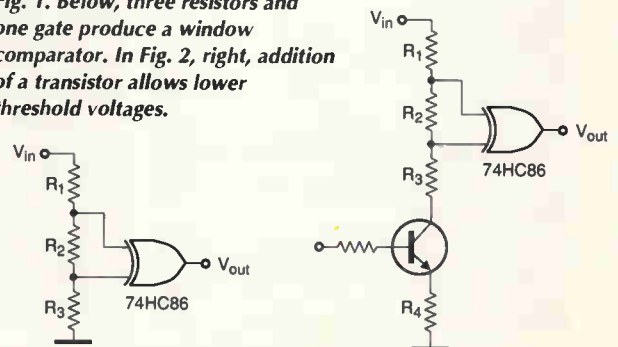 Fig. 1. Below, three resistors and
one gate produce a window
comparator. In Fig. 2, right, addition
of a transistor allows lower
threshold voltages.
Vin
R1
R2
R3
74HC86
Vout
Vin
R1
R2
R3
74HC86
Vout
R4